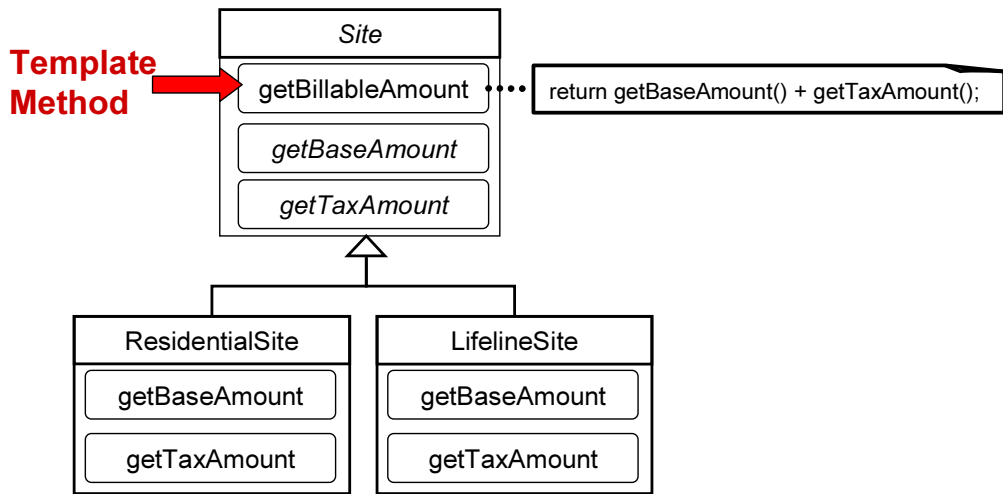 Site
Template
Method
getBillableAmount
return getBaseAmount() + getTaxAmount();
getBaseAmount
getTaxAmount
ResidentialSite
getBaseAmount
getTaxAmount
LifelineSite
getBaseAmount
getTaxAmount